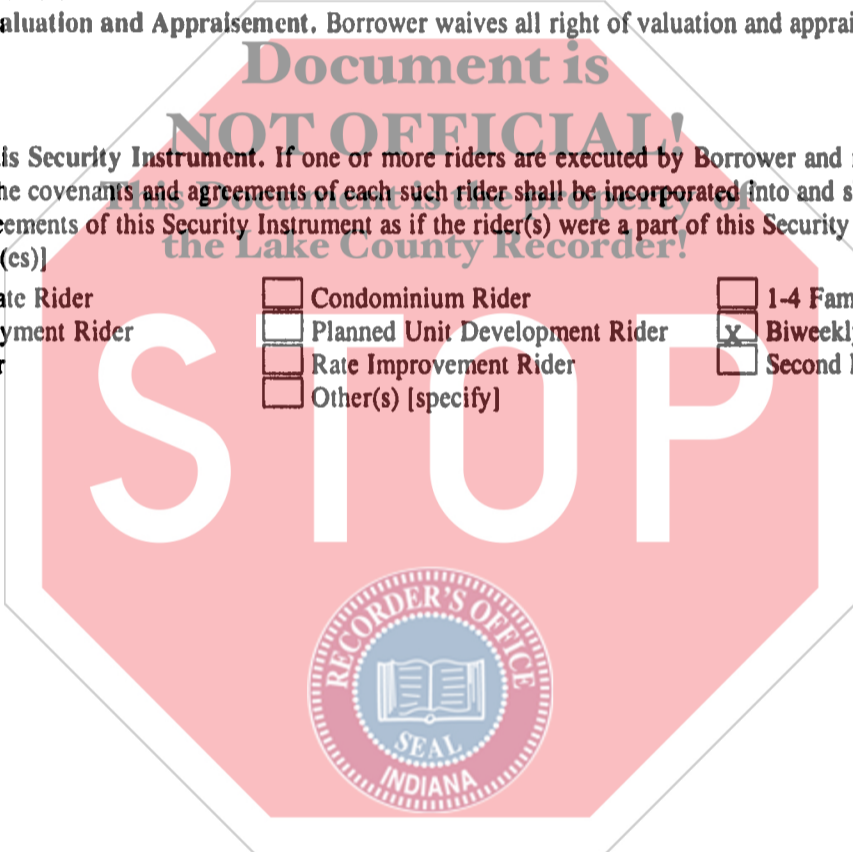 aluation and Appraisement. Borrower waives all right of valuation and apprai
Document is
NOT OFFICIAL!
is Security Instrument. If one or more riders are executed by Borrower and
he covenants and agreements of each such rider shall be incorporated into and s
This Document is the property of
ements of this Security Instrument as if the rider(s) were a part of this Security
the Lake County Recorder!
(es)]
ate Rider Condominium Rider 1-4 Fam
yment Rider Planned Unit Development Rider x Biweekl
r Rate Improvement Rider Second
Other(s) [specify]
STOP
RECORDER'S OFFICE
SEAL
INDIANA